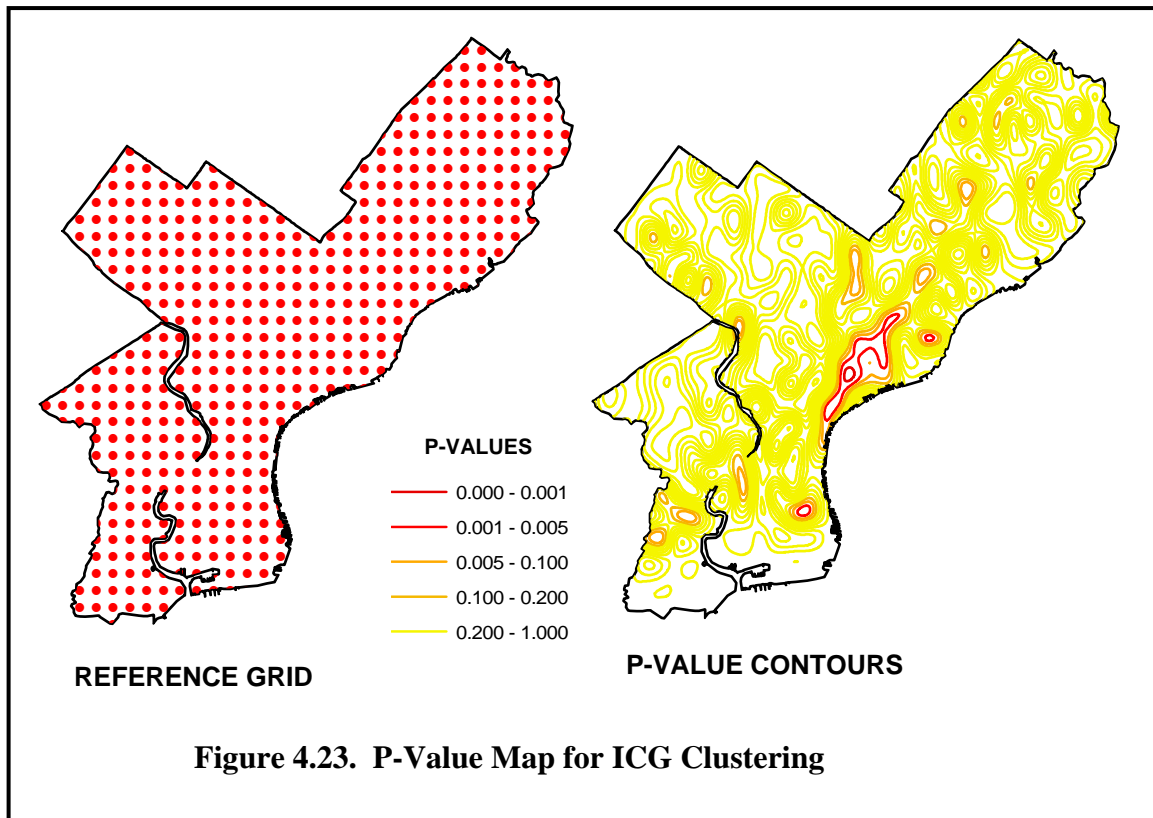 P-VALUES
0.000 - 0.001
0.001 - 0.005
0.005 - 0.100
0.100 - 0.200
0.200 - 1.000
REFERENCE GRID
P-VALUE CONTOURS
Figure 4.23. P-Value Map for ICG Clustering